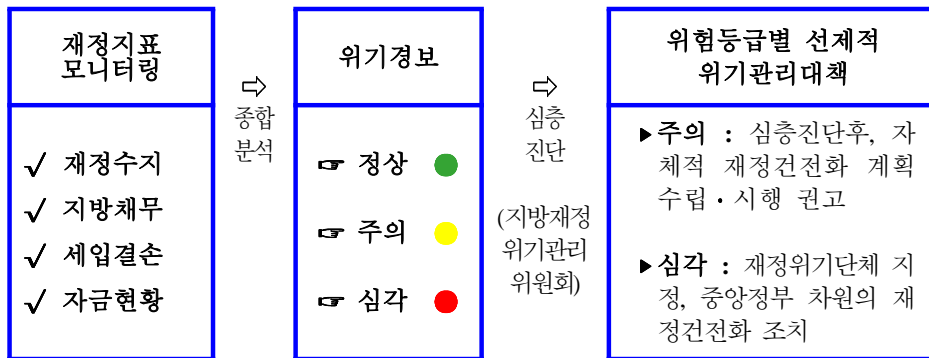 재정지표
모니터링
√ 재정수지
√ 지방채무
√ 세입결손
√ 자금현황
⇨
종합
분석
위기경보
☞ 정상
☞ 주의
☞ 심각
⇨
심층
진단
(지방재정
위기관리
위원회)
위험등급별 선제적
위기관리대책
▶주의 : 심층진단후, 자
체적 재정건전화 계획
수립·시행 권고
▶심각 : 재정위기단체 지
정, 중앙정부 차원의 재
정건전화 조치